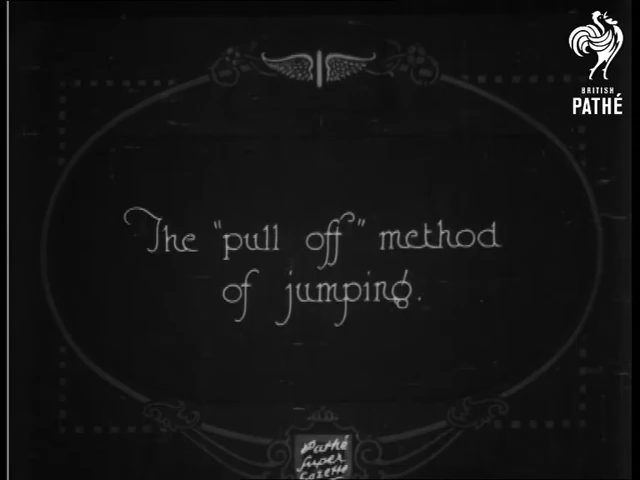 BRITISH
PATHÉ
The "pull off" method
of jumping.
Pathé
Super
Gazette